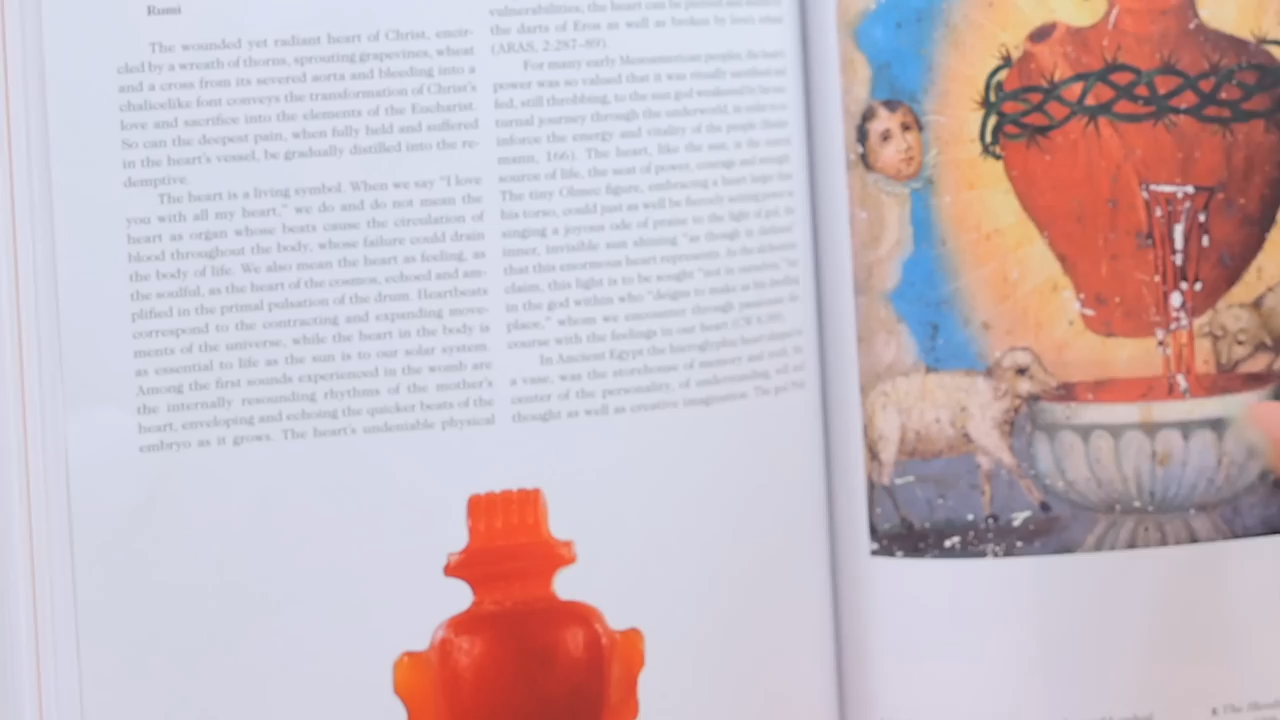 Rumi
The wounded yet radiant heart of Christ, encir-
cled by a wreath of thorns, sprouting grapevines, wheat
and a cross from its severed aorta and bleeding into a
chalicelike font conveys the transformation of Christ's
love and sacrifice into the elements of the Eucharist.
So can the deepest pain, when fully held and suffered
in the heart's vessel, be gradually distilled into the re-
demptive.
The heart is a living symbol. When we say "I love
you with all my heart," we do and do not mean the
heart as organ whose beats cause the circulation of
blood throughout the body, whose failure could drain
the body of life. We also mean the heart as feeling, as
the soulful, as the heart of the cosmos, echoed and am-
plified in the primal pulsation of the drum. Heartbeats
correspond to the contracting and expanding move-
ments of the universe, while the heart in the body is
as essential to life as the sun is to our solar system.
Among the first sounds experienced in the womb are
the internally resounding rhythms of the mother's
heart, enveloping and echoing the quicker beats of the
embryo as it grows. The heart's undeniable physical
vulnerabilities, the heart can be
the darts of Eros as well as broken by
(ARAS, 2:287-89).
For many early Mesoamerican peoples, the heart's
power was so valued that it was ritually
fed, still throbbing, to the sun god weakened
turnal journey through the underworld,
inforce the energy and vitality of the people
mann, 166). The heart, like the sun, is the
source of life, the seat of power, courage and
The tiny Olmec figure, embracing a heart
his torso, could just as well be fiercely
singing a joyous ode of praise to the light of
inner, invisible sun shining "as though
that this enormous heart represents. As the
claim, this light is to be sought "not in ourselves,"
in the god within who "deigns to make us his
place," whom we encounter through
course with the feelings in our heart
In Ancient Egypt the hieroglyphic heart
a vase, was the storehouse of memory and
center of the personality, of understanding, will and
thought as well as creative imagination. The